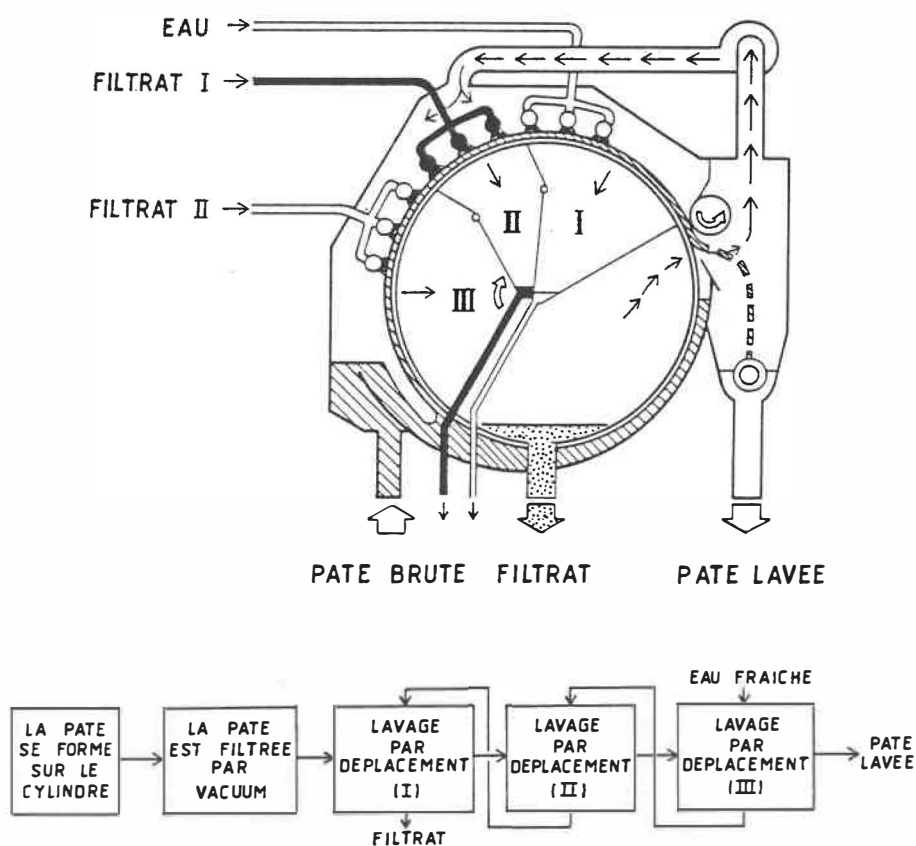 EAU
FILTRAT I
FILTRAT II
II
I
III
PATE BRUTE FILTRAT PATE LAVEE
EAU FRAICHE
LA PATE
SE FORME
SUR LE
CYLINDRE
LA PATE
EST FILTREE
PAR
VACUUM
LAVAGE
PAR
DEPLACEMENT
(I)
LAVAGE
PAR
DEPLACEMENT
(II)
LAVAGE
PAR
DEPLACEMENT
(III)
PATE
LAVEE
FILTRAT